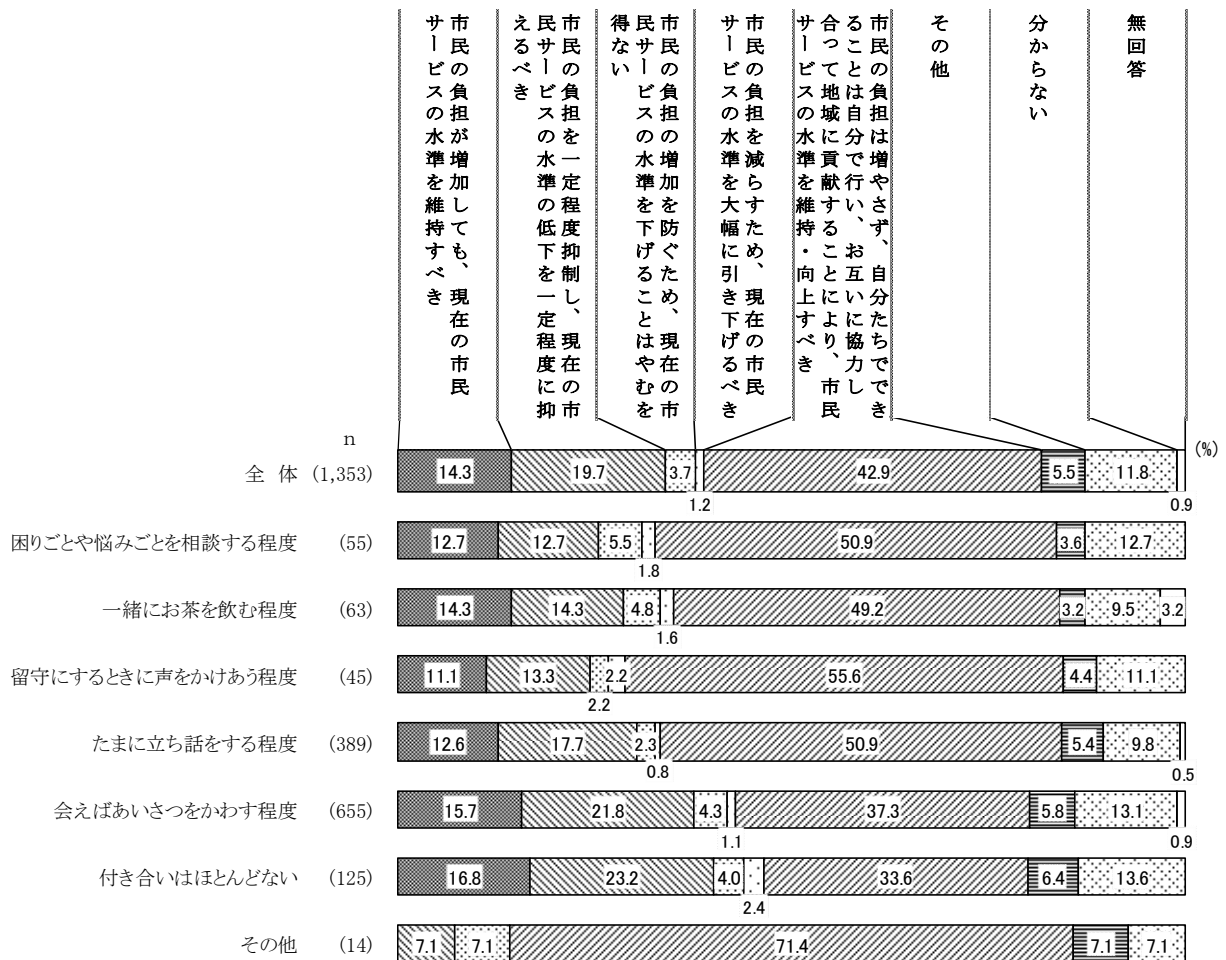 市民の負担が増加しても、現在の市民
サービスの水準を維持すべき
市民の負担を一定程度抑制し、現在の市
民サービスの水準の低下を一定程度に抑
えるべき
市民の負担の増加を防ぐため、現在の市
民サービスの水準を下げることはやむを
得ない
市民の負担を減らすため、現在の市民
サービスの水準を大幅に引き下げるべき
市民の負担は増やさず、自分たちででき
ることは自分で行い、お互いに協力し
合って地域に貢献することにより、市民
サービスの水準を維持・向上すべき
その他
分からない
無回答
n
(%)
全 体 (1,353) 14.3 19.7 3.7 42.9 5.5 11.8
1.2 0.9
困りごとや悩みごとを相談する程度 (55) 12.7 12.7 5.5 50.9 3.6 12.7
1.8
一緒にお茶を飲む程度 (63) 14.3 14.3 4.8 49.2 3.2 9.5 3.2
1.6
留守にするときに声をかけあう程度 (45) 11.1 13.3 2.2 55.6 4.4 11.1
2.2
たまに立ち話をする程度 (389) 12.6 17.7 2.3 50.9 5.4 9.8
0.8 0.5
会えばあいさつをかわす程度 (655) 15.7 21.8 4.3 37.3 5.8 13.1
1.1 0.9
付き合いはほとんどない (125) 16.8 23.2 4.0 33.6 6.4 13.6
2.4
その他 (14) 7.1 7.1 71.4 7.1 7.1